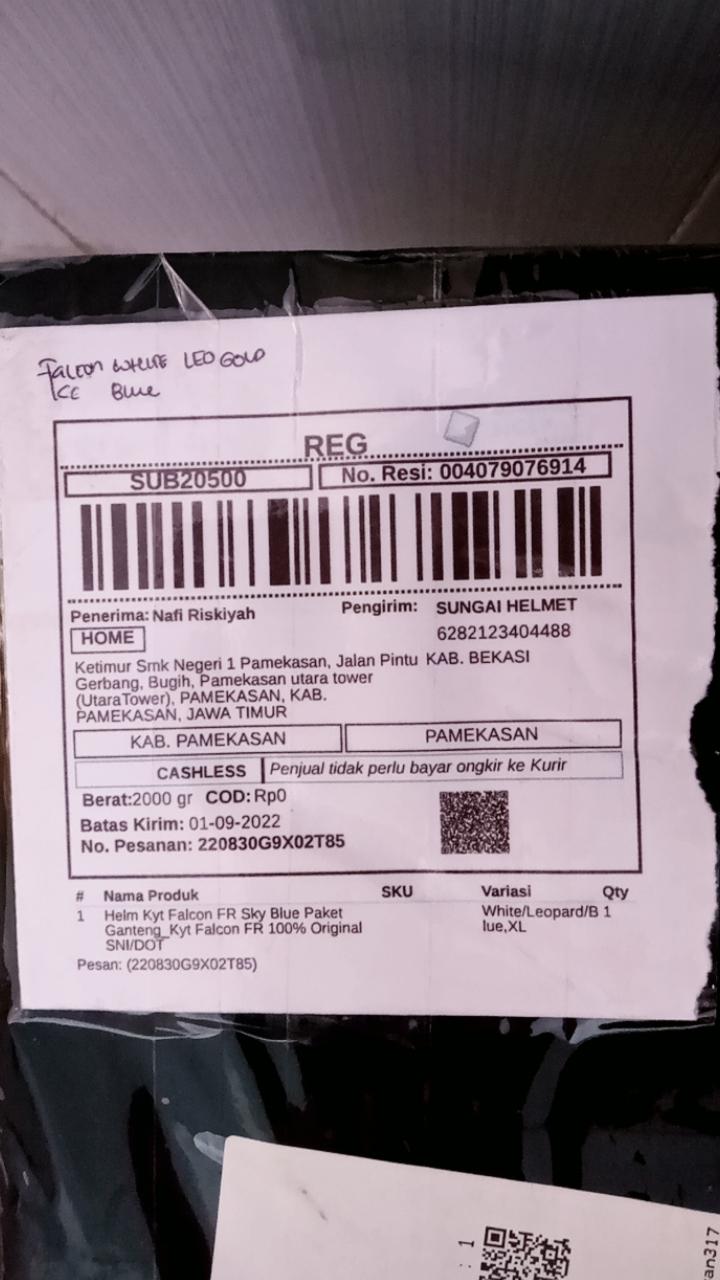 Falcon White LEO GOLD
ICE Blue
REG
SUB20500
No. Resi: 004079076914
Penerima: Nafi Riskiyah
Pengirim: SUNGAI HELMET
HOME
6282123404488
Ketimur Smk Negeri 1 Pamekasan, Jalan Pintu KAB. BEKASI
Gerbang, Bugih, Pamekasan utara tower
(UtaraTower), PAMEKASAN, KAB.
PAMEKASAN, JAWA TIMUR
KAB. PAMEKASAN
PAMEKASAN
CASHLESS
Penjual tidak perlu bayar ongkir ke Kurir
Berat:2000 gr COD: Rp0
Batas Kirim: 01-09-2022
No. Pesanan: 220830G9X02T85
# Nama Produk SKU Variasi Qty
1 Helm Kyt Falcon FR Sky Blue Paket White/Leopard/B 1
Ganteng_Kyt Falcon FR 100% Original lue,XL
SNI/DOT
Pesan: (220830G9X02T85)
: 1
an317